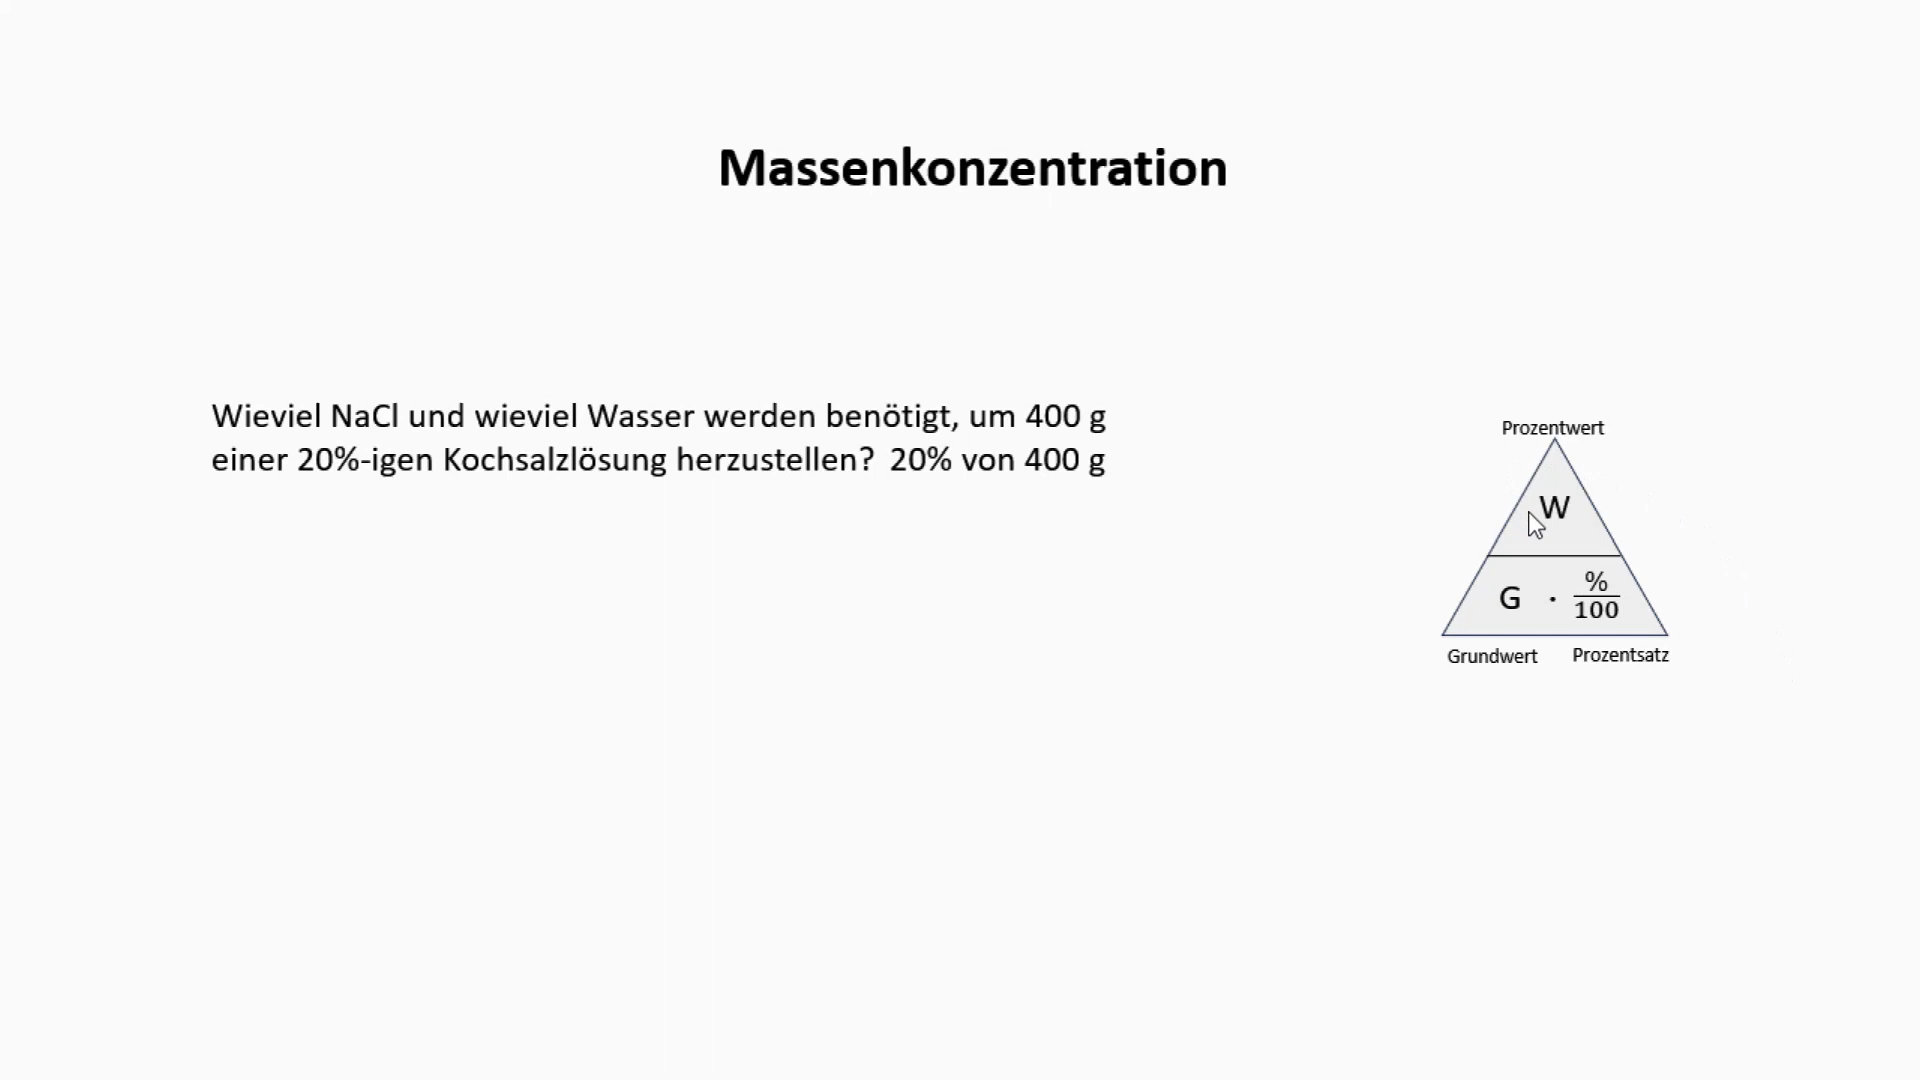 Massenkonzentration
Wieviel NaCl und wieviel Wasser werden benötigt, um 400 g
einer 20%-igen Kochsalzlösung herzustellen? 20% von 400 g
Prozentwert
W
G · %/100
Grundwert Prozentsatz